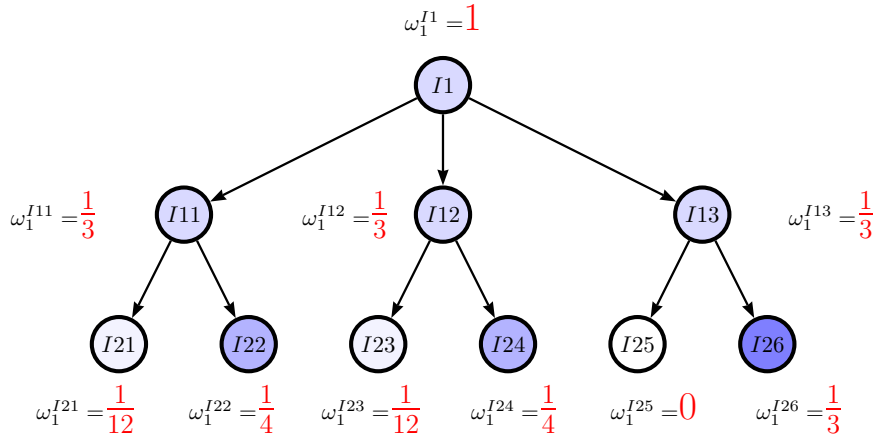 ω₁^{I1} = 1
I1
ω₁^{I11} = 1/3 I11 ω₁^{I12} = 1/3 I12 I13 ω₁^{I13} = 1/3
I21 I22 I23 I24 I25 I26
ω₁^{I21} = 1/12 ω₁^{I22} = 1/4 ω₁^{I23} = 1/12 ω₁^{I24} = 1/4 ω₁^{I25} = 0 ω₁^{I26} = 1/3